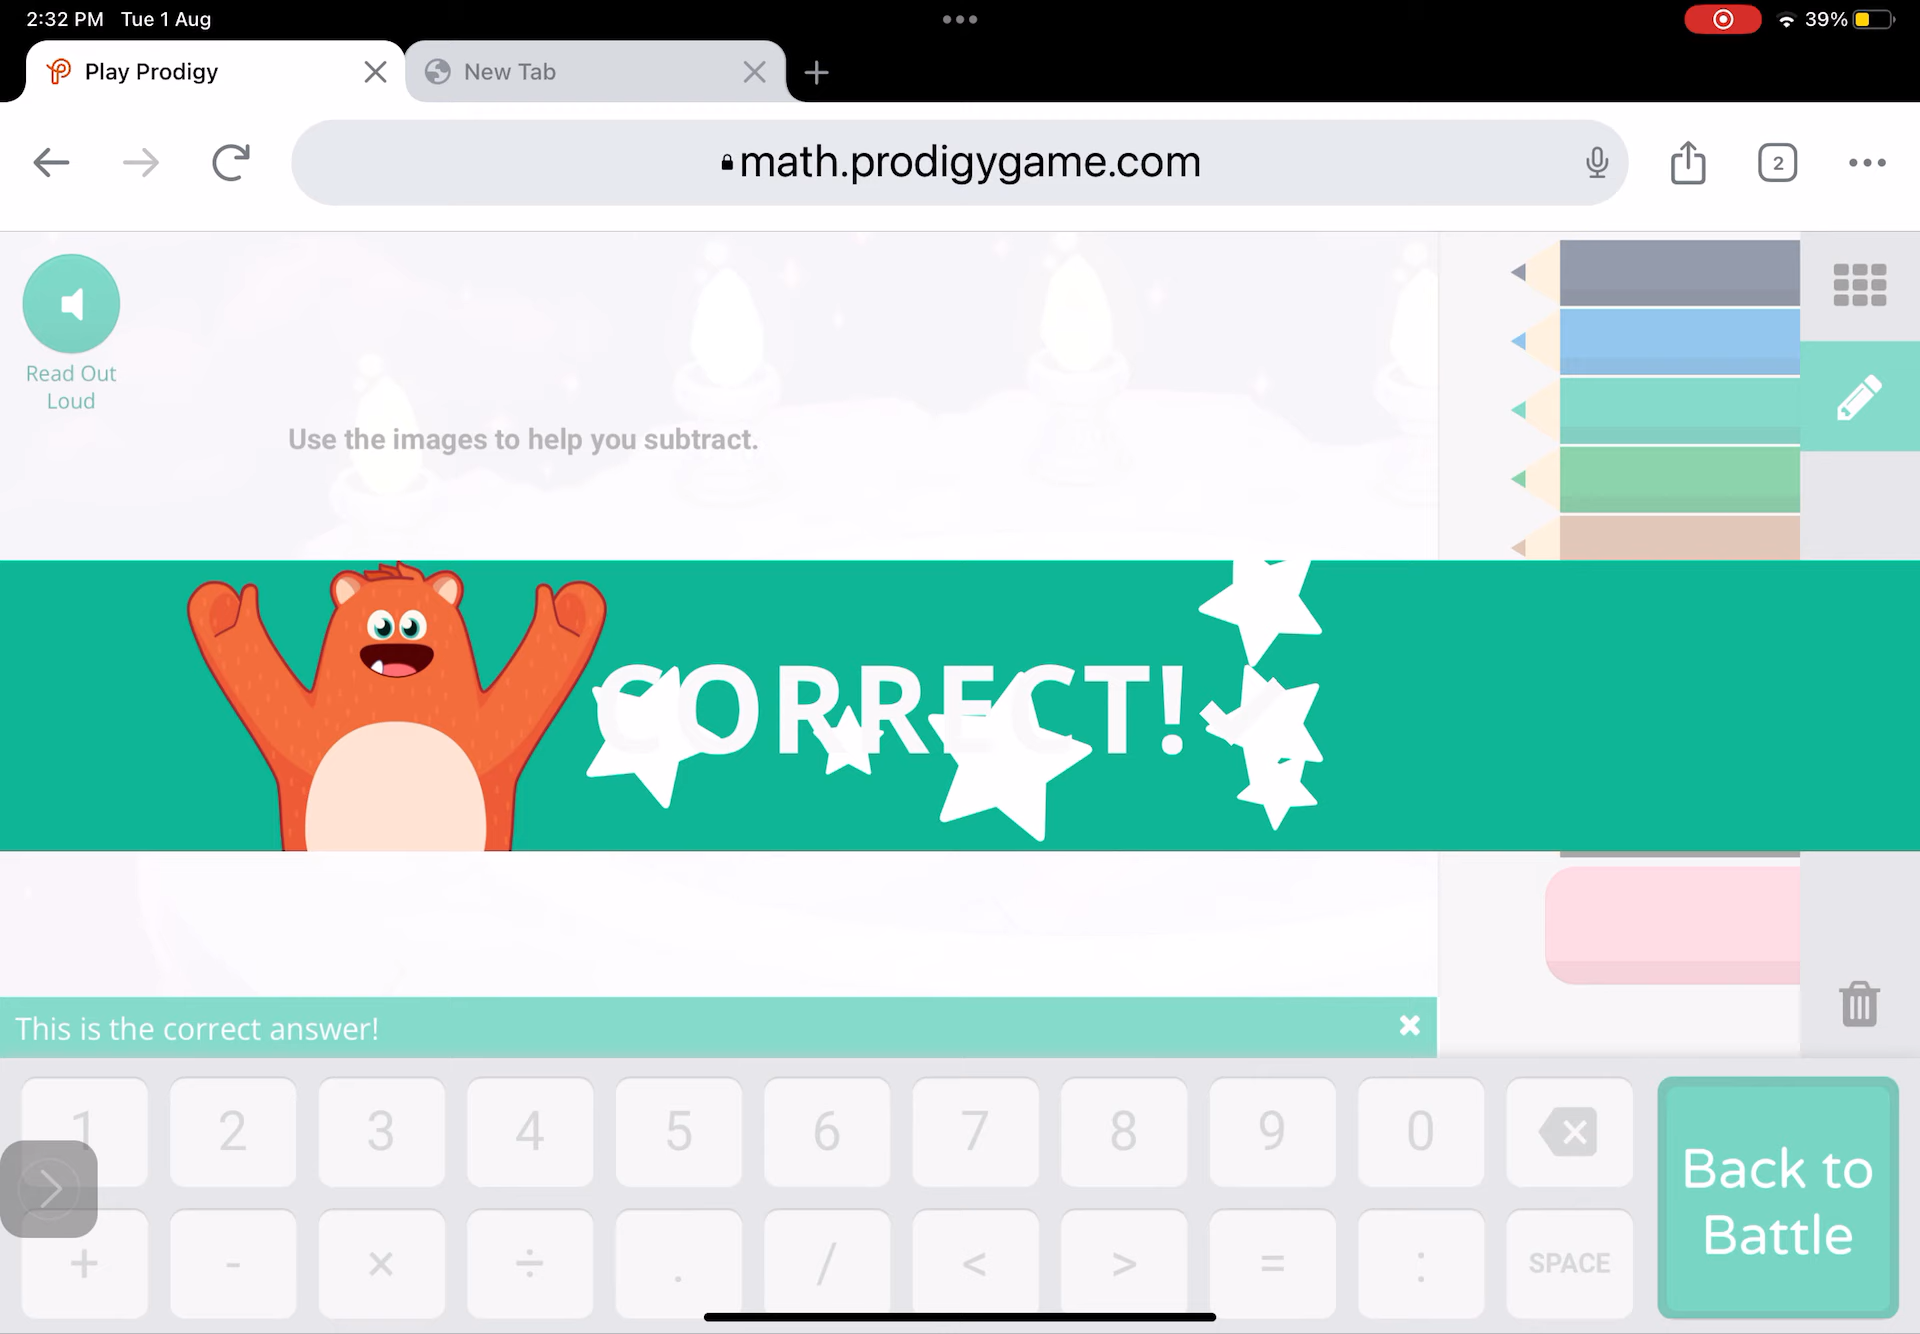 2:32 PM Tue 1 Aug
39%
Play Prodigy
New Tab
math.prodigygame.com
2
Read Out
Loud
Use the images to help you subtract.
CORRECT!
This is the correct answer!
1 2 3 4 5 6 7 8 9 0
+ - × ÷ . / < > = : SPACE
Back to
Battle